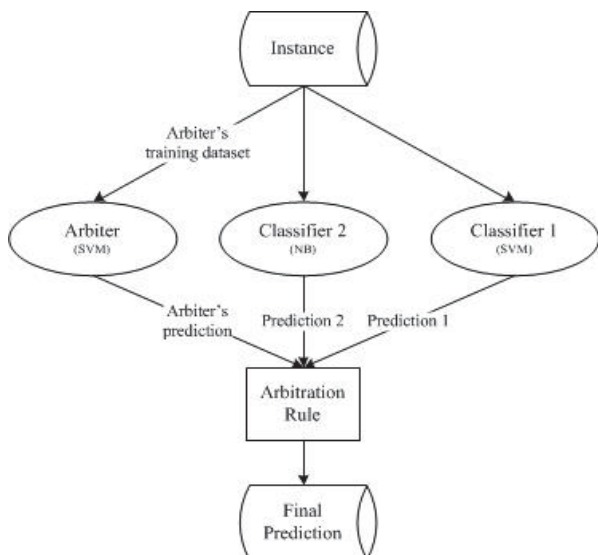 Instance
Arbiter's
training dataset
Arbiter
(SVM)
Classifier 2
(NB)
Classifier 1
(SVM)
Arbiter's
prediction
Prediction 2
Prediction 1
Arbitration
Rule
Final
Prediction